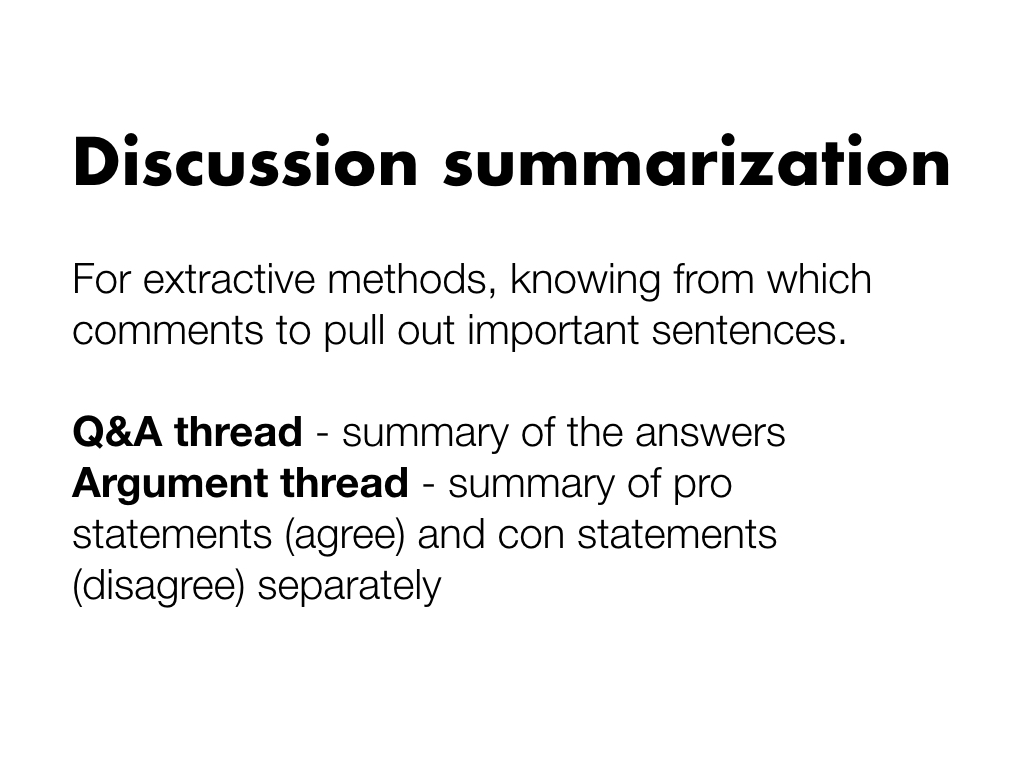 Discussion summarization
For extractive methods, knowing from which
comments to pull out important sentences.
Q&A thread - summary of the answers
Argument thread - summary of pro
statements (agree) and con statements
(disagree) separately